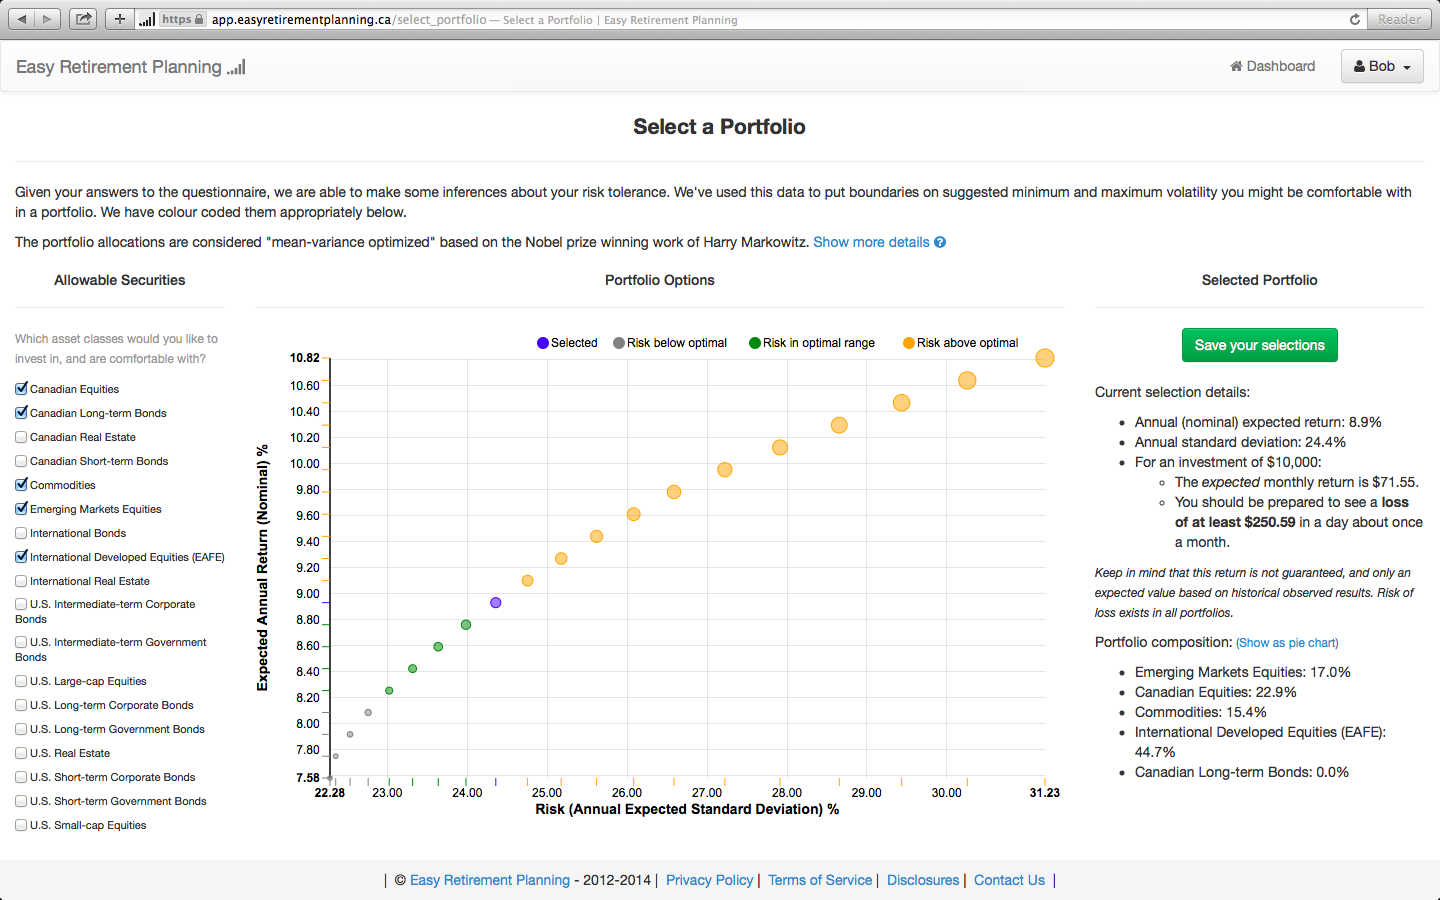 https app.easyretirementplanning.ca/select_portfolio — Select a Portfolio | Easy Retirement Planning
Reader
Easy Retirement Planning
Dashboard
Bob
Select a Portfolio
Given your answers to the questionnaire, we are able to make some inferences about your risk tolerance. We've used this data to put boundaries on suggested minimum and maximum volatility you might be comfortable with
in a portfolio. We have colour coded them appropriately below.
The portfolio allocations are considered "mean-variance optimized" based on the Nobel prize winning work of Harry Markowitz. Show more details ?
Allowable Securities
Which asset classes would you like to
invest in, and are comfortable with?
Canadian Equities
Canadian Long-term Bonds
Canadian Real Estate
Canadian Short-term Bonds
Commodities
Emerging Markets Equities
International Bonds
International Developed Equities (EAFE)
International Real Estate
U.S. Intermediate-term Corporate
Bonds
U.S. Intermediate-term Government
Bonds
U.S. Large-cap Equities
U.S. Long-term Corporate Bonds
U.S. Long-term Government Bonds
U.S. Real Estate
U.S. Short-term Corporate Bonds
U.S. Short-term Government Bonds
U.S. Small-cap Equities
Portfolio Options
Selected
Risk below optimal
Risk in optimal range
Risk above optimal
Expected Annual Return (Nominal) %
10.82
10.60
10.40
10.20
10.00
9.80
9.60
9.40
9.20
9.00
8.80
8.60
8.40
8.20
8.00
7.80
7.58
22.28
23.00
24.00
25.00
26.00
27.00
28.00
29.00
30.00
31.23
Risk (Annual Expected Standard Deviation) %
Selected Portfolio
Save your selections
Current selection details:
Annual (nominal) expected return: 8.9%
Annual standard deviation: 24.4%
For an investment of $10,000:
The expected monthly return is $71.55.
You should be prepared to see a loss
of at least $250.59 in a day about once
a month.
Keep in mind that this return is not guaranteed, and only an
expected value based on historical observed results. Risk of
loss exists in all portfolios.
Portfolio composition: (Show as pie chart)
Emerging Markets Equities: 17.0%
Canadian Equities: 22.9%
Commodities: 15.4%
International Developed Equities (EAFE):
44.7%
Canadian Long-term Bonds: 0.0%
| © Easy Retirement Planning - 2012-2014 | Privacy Policy | Terms of Service | Disclosures | Contact Us |